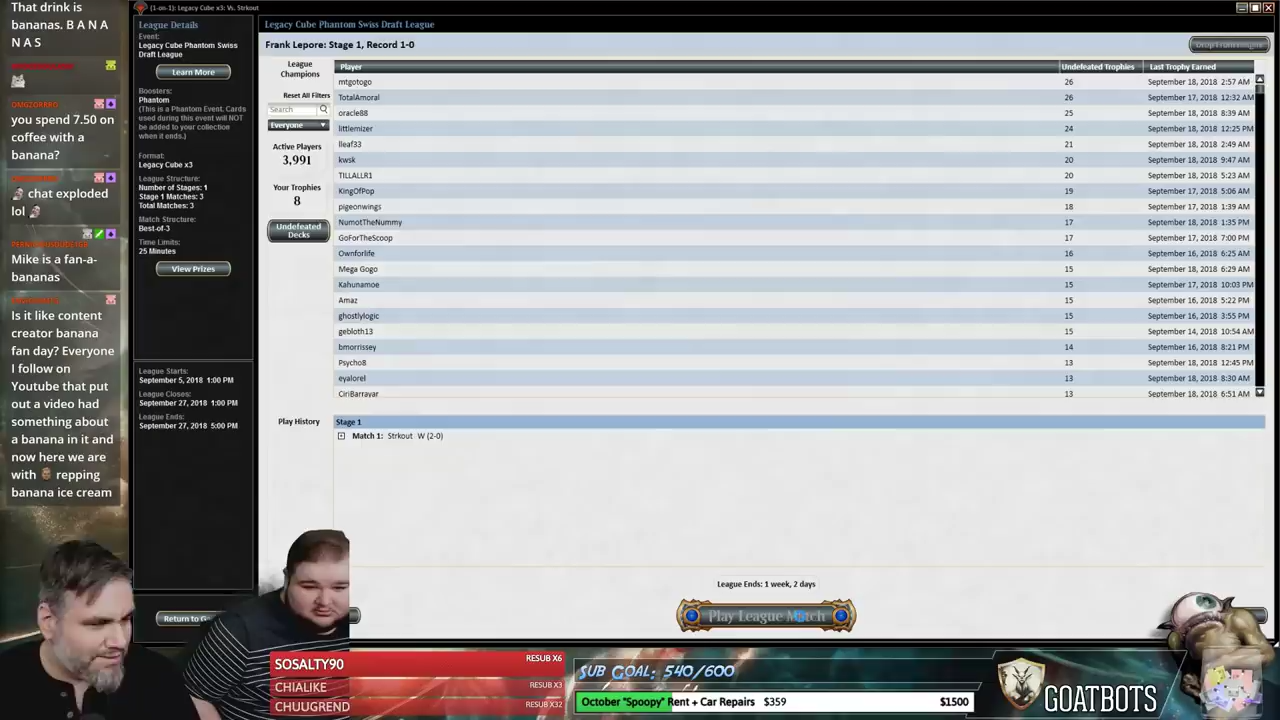 That drink is
bananas. B A N
A N A S
you spend 7.50 on
coffee with a
banana?
chat exploded
lol
Mike is a fan-a-
bananas
Is it like content
creator banana
fan day? Everyone
I follow on
Youtube that put
out a video had
something about
a banana in it and
now here we are
with repping
banana ice cream
(1-on-1): Legacy Cube x3: Vs. Strkout
League Details
Event:
Legacy Cube Phantom Swiss
Draft League
Learn More
Boosters:
Phantom
(This is a Phantom Event. Cards
used during this event will NOT
be added to your collection
when it ends.)
Format:
Legacy Cube x3
League Structure:
Number of Stages: 1
Stage 1 Matches: 3
Total Matches: 3
Match Structure:
Best-of-3
Time Limits:
25 Minutes
View Prizes
League Starts:
September 5, 2018 1:00 PM
League Closes:
September 27, 2018 1:00 PM
League Ends:
September 27, 2018 5:00 PM
Legacy Cube Phantom Swiss Draft League
Frank Lepore: Stage 1, Record 1-0
League
Champions
Reset All Filters
Search
Everyone
Active Players
3,991
Your Trophies
8
Undefeated
Decks
Player Undefeated Trophies Last Trophy Earned
mtgotogo 26 September 18, 2018 2:57 AM
TotalAmoral 26 September 17, 2018 12:32 AM
oracle88 25 September 18, 2018 8:39 AM
littlemizer 24 September 18, 2018 12:25 PM
lleaf33 21 September 18, 2018 2:49 AM
kwsk 20 September 18, 2018 9:47 AM
TILLALLR1 20 September 18, 2018 5:23 AM
KingOfPop 19 September 17, 2018 5:06 AM
pigeonwings 18 September 17, 2018 1:39 AM
NumotTheNummy 17 September 18, 2018 1:35 PM
GoForTheScoop 17 September 17, 2018 7:00 PM
Ownforlife 16 September 16, 2018 6:25 AM
Mega Gogo 15 September 18, 2018 6:29 AM
Kahunamoe 15 September 17, 2018 10:03 PM
Amaz 15 September 16, 2018 5:22 PM
ghostlylogic 15 September 16, 2018 3:55 PM
gebloth13 15 September 14, 2018 10:54 AM
bmorrissey 14 September 16, 2018 8:21 PM
Psycho8 13 September 18, 2018 12:45 PM
eyalorel 13 September 18, 2018 8:30 AM
CiriBarrayar 13 September 18, 2018 6:51 AM
Play History
Stage 1
Match 1: Strkout W (2-0)
League Ends: 1 week, 2 days
Play League Match
Return to
SOSALTY90 RESUB X6
CHIALIKE RESUB X3
CHUUGREND RESUB X32
SUB GOAL: 540/600
October "Spoopy" Rent + Car Repairs $359 $1500
GOATBOTS